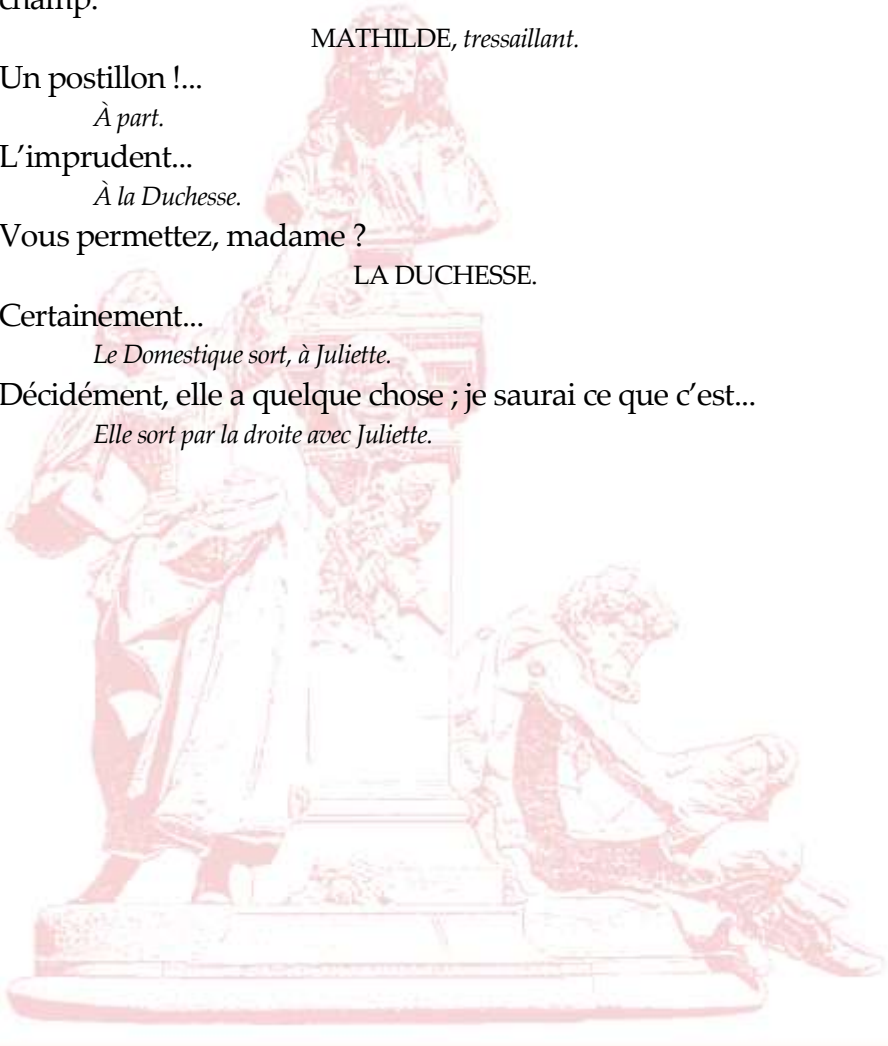 champ.
MATHILDE, tressaillant.
Un postillon !...
À part.
L’imprudent...
À la Duchesse.
Vous permettez, madame ?
LA DUCHESSE.
Certainement...
Le Domestique sort, à Juliette.
Décidément, elle a quelque chose ; je saurai ce que c’est...
Elle sort par la droite avec Juliette.